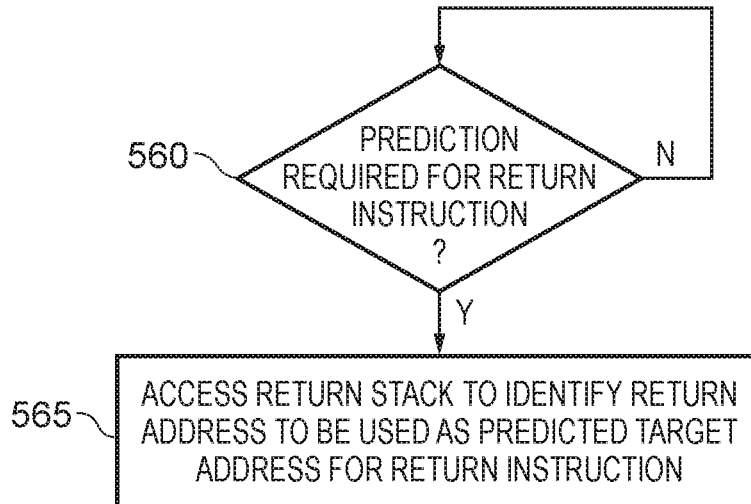 560
PREDICTION
REQUIRED FOR RETURN
INSTRUCTION
?
N
Y
565
ACCESS RETURN STACK TO IDENTIFY RETURN
ADDRESS TO BE USED AS PREDICTED TARGET
ADDRESS FOR RETURN INSTRUCTION